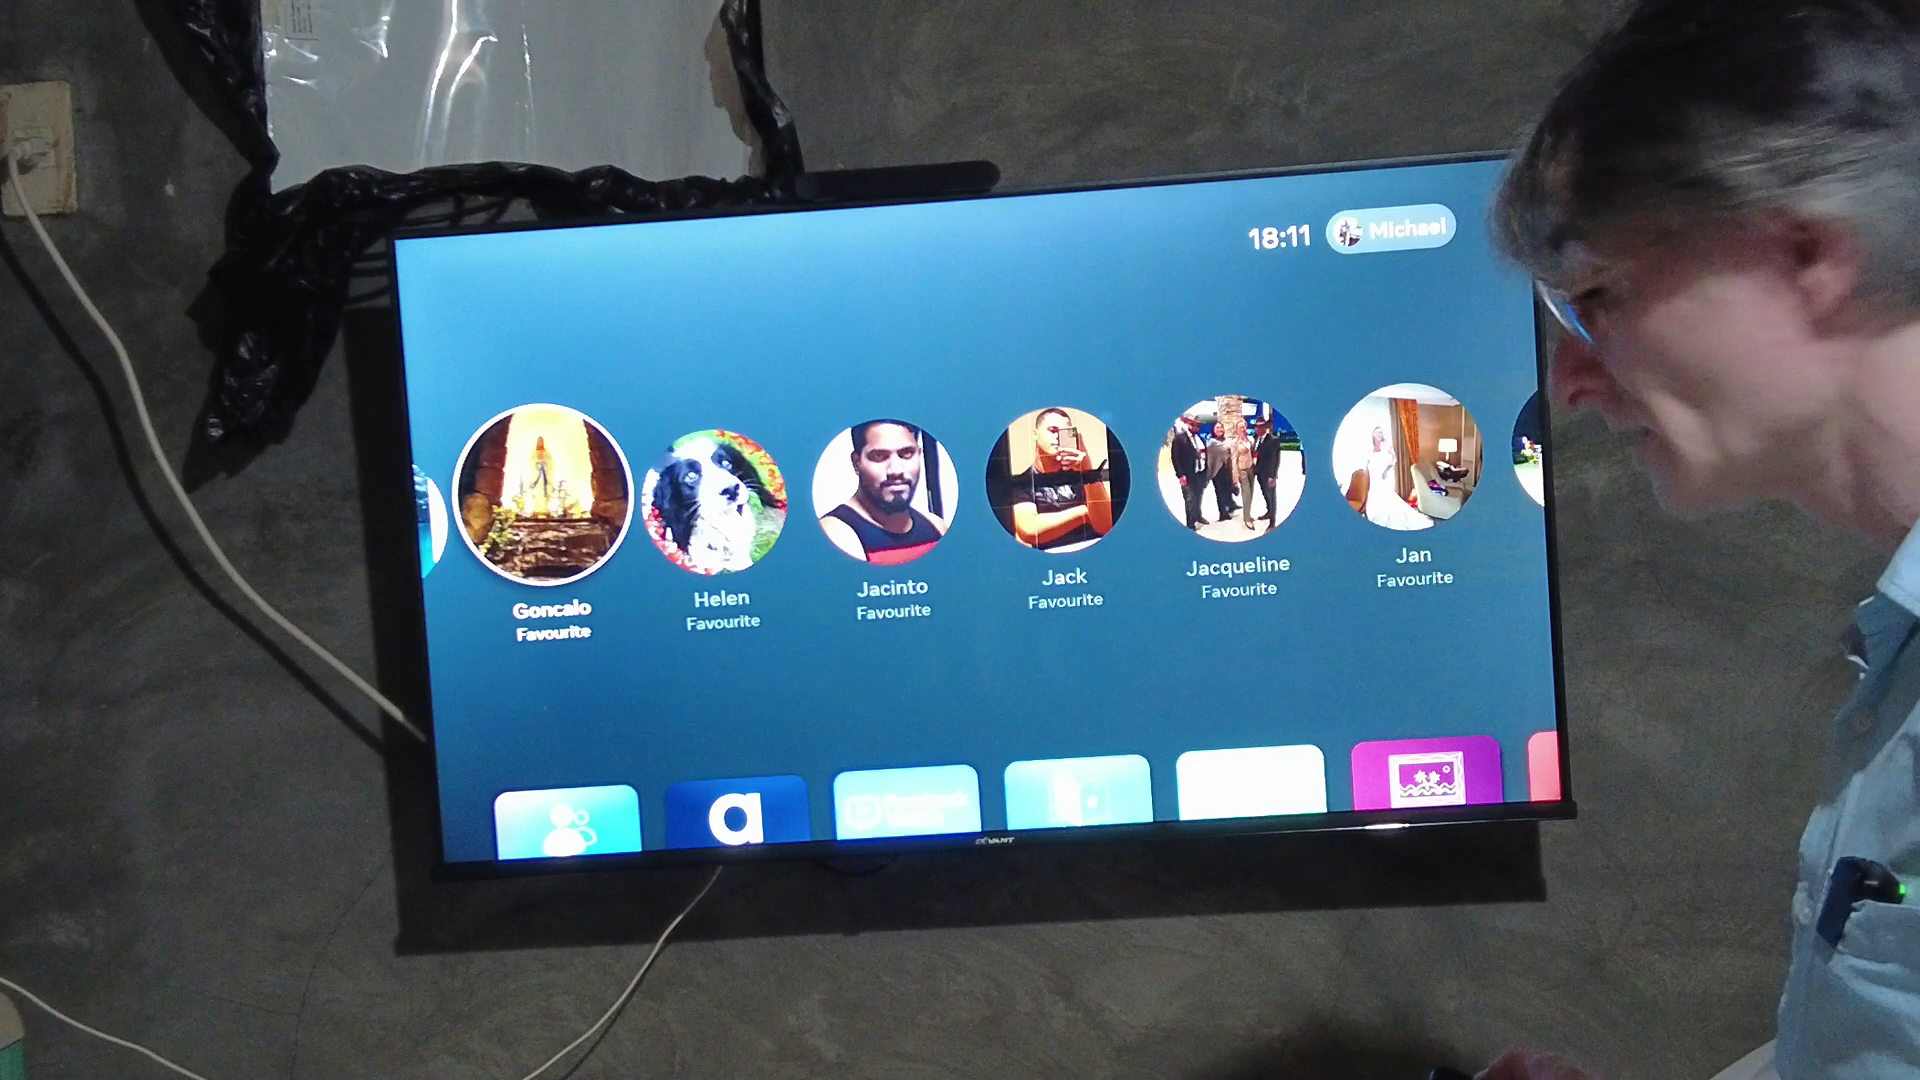 18:11 Michael
Goncalo
Favourite
Helen
Favourite
Jacinto
Favourite
Jack
Favourite
Jacqueline
Favourite
Jan
Favourite
a